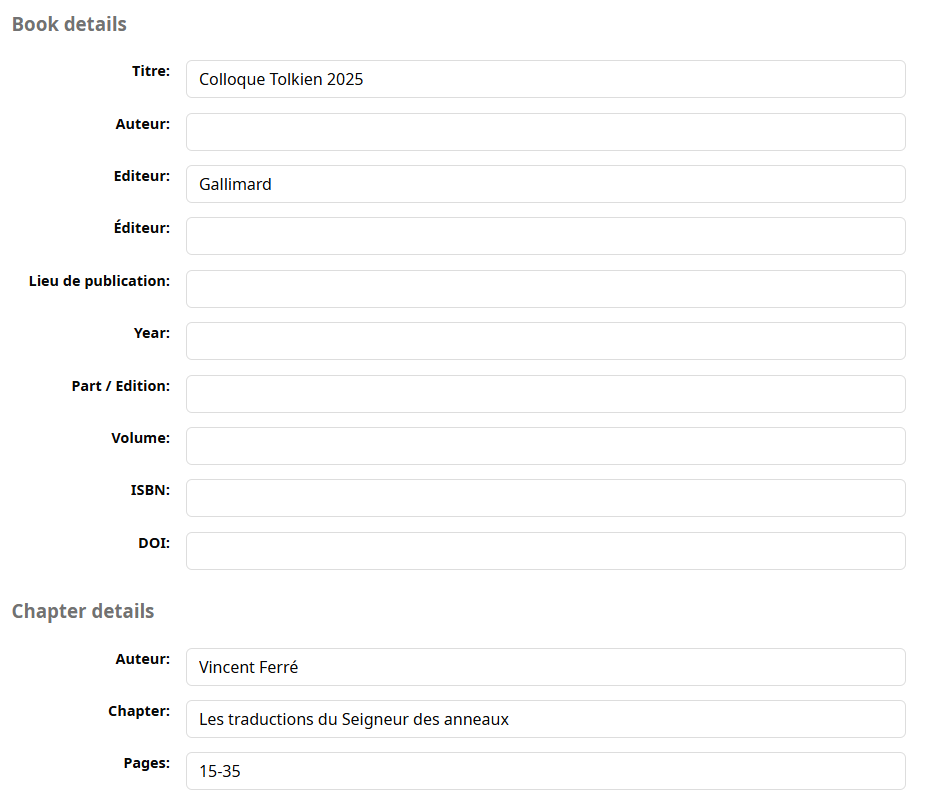 Book details
Titre: Colloque Tolkien 2025
Auteur:
Editeur: Gallimard
Éditeur:
Lieu de publication:
Year:
Part / Edition:
Volume:
ISBN:
DOI:
Chapter details
Auteur: Vincent Ferré
Chapter: Les traductions du Seigneur des anneaux
Pages: 15-35